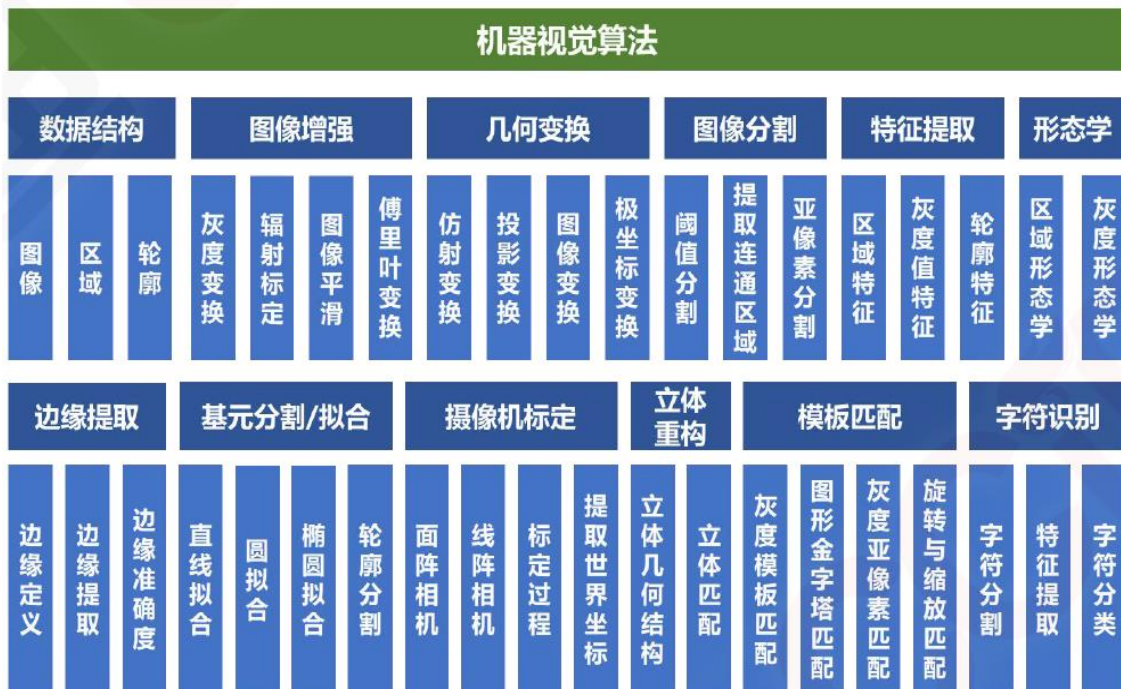 机器视觉算法
数据结构
图像增强
几何变换
图像分割
特征提取
形态学
图像
区域
轮廓
灰度变换
辐射标定
图像平滑
傅里叶变换
仿射变换
投影变换
图像变换
极坐标变换
阈值分割
提取连通区域
亚像素分割
区域特征
灰度值特征
轮廓特征
区域形态学
灰度形态学
边缘提取
基元分割/拟合
摄像机标定
立体
重构
模板匹配
字符识别
边缘定义
边缘提取
边缘准确度
直线拟合
圆拟合
椭圆拟合
轮廓分割
面阵相机
线阵相机
标定过程
提取世界坐标
立体几何结构
立体匹配
灰度模板匹配
图形金字塔匹配
灰度亚像素匹配
旋转与缩放匹配
字符分割
特征提取
字符分类